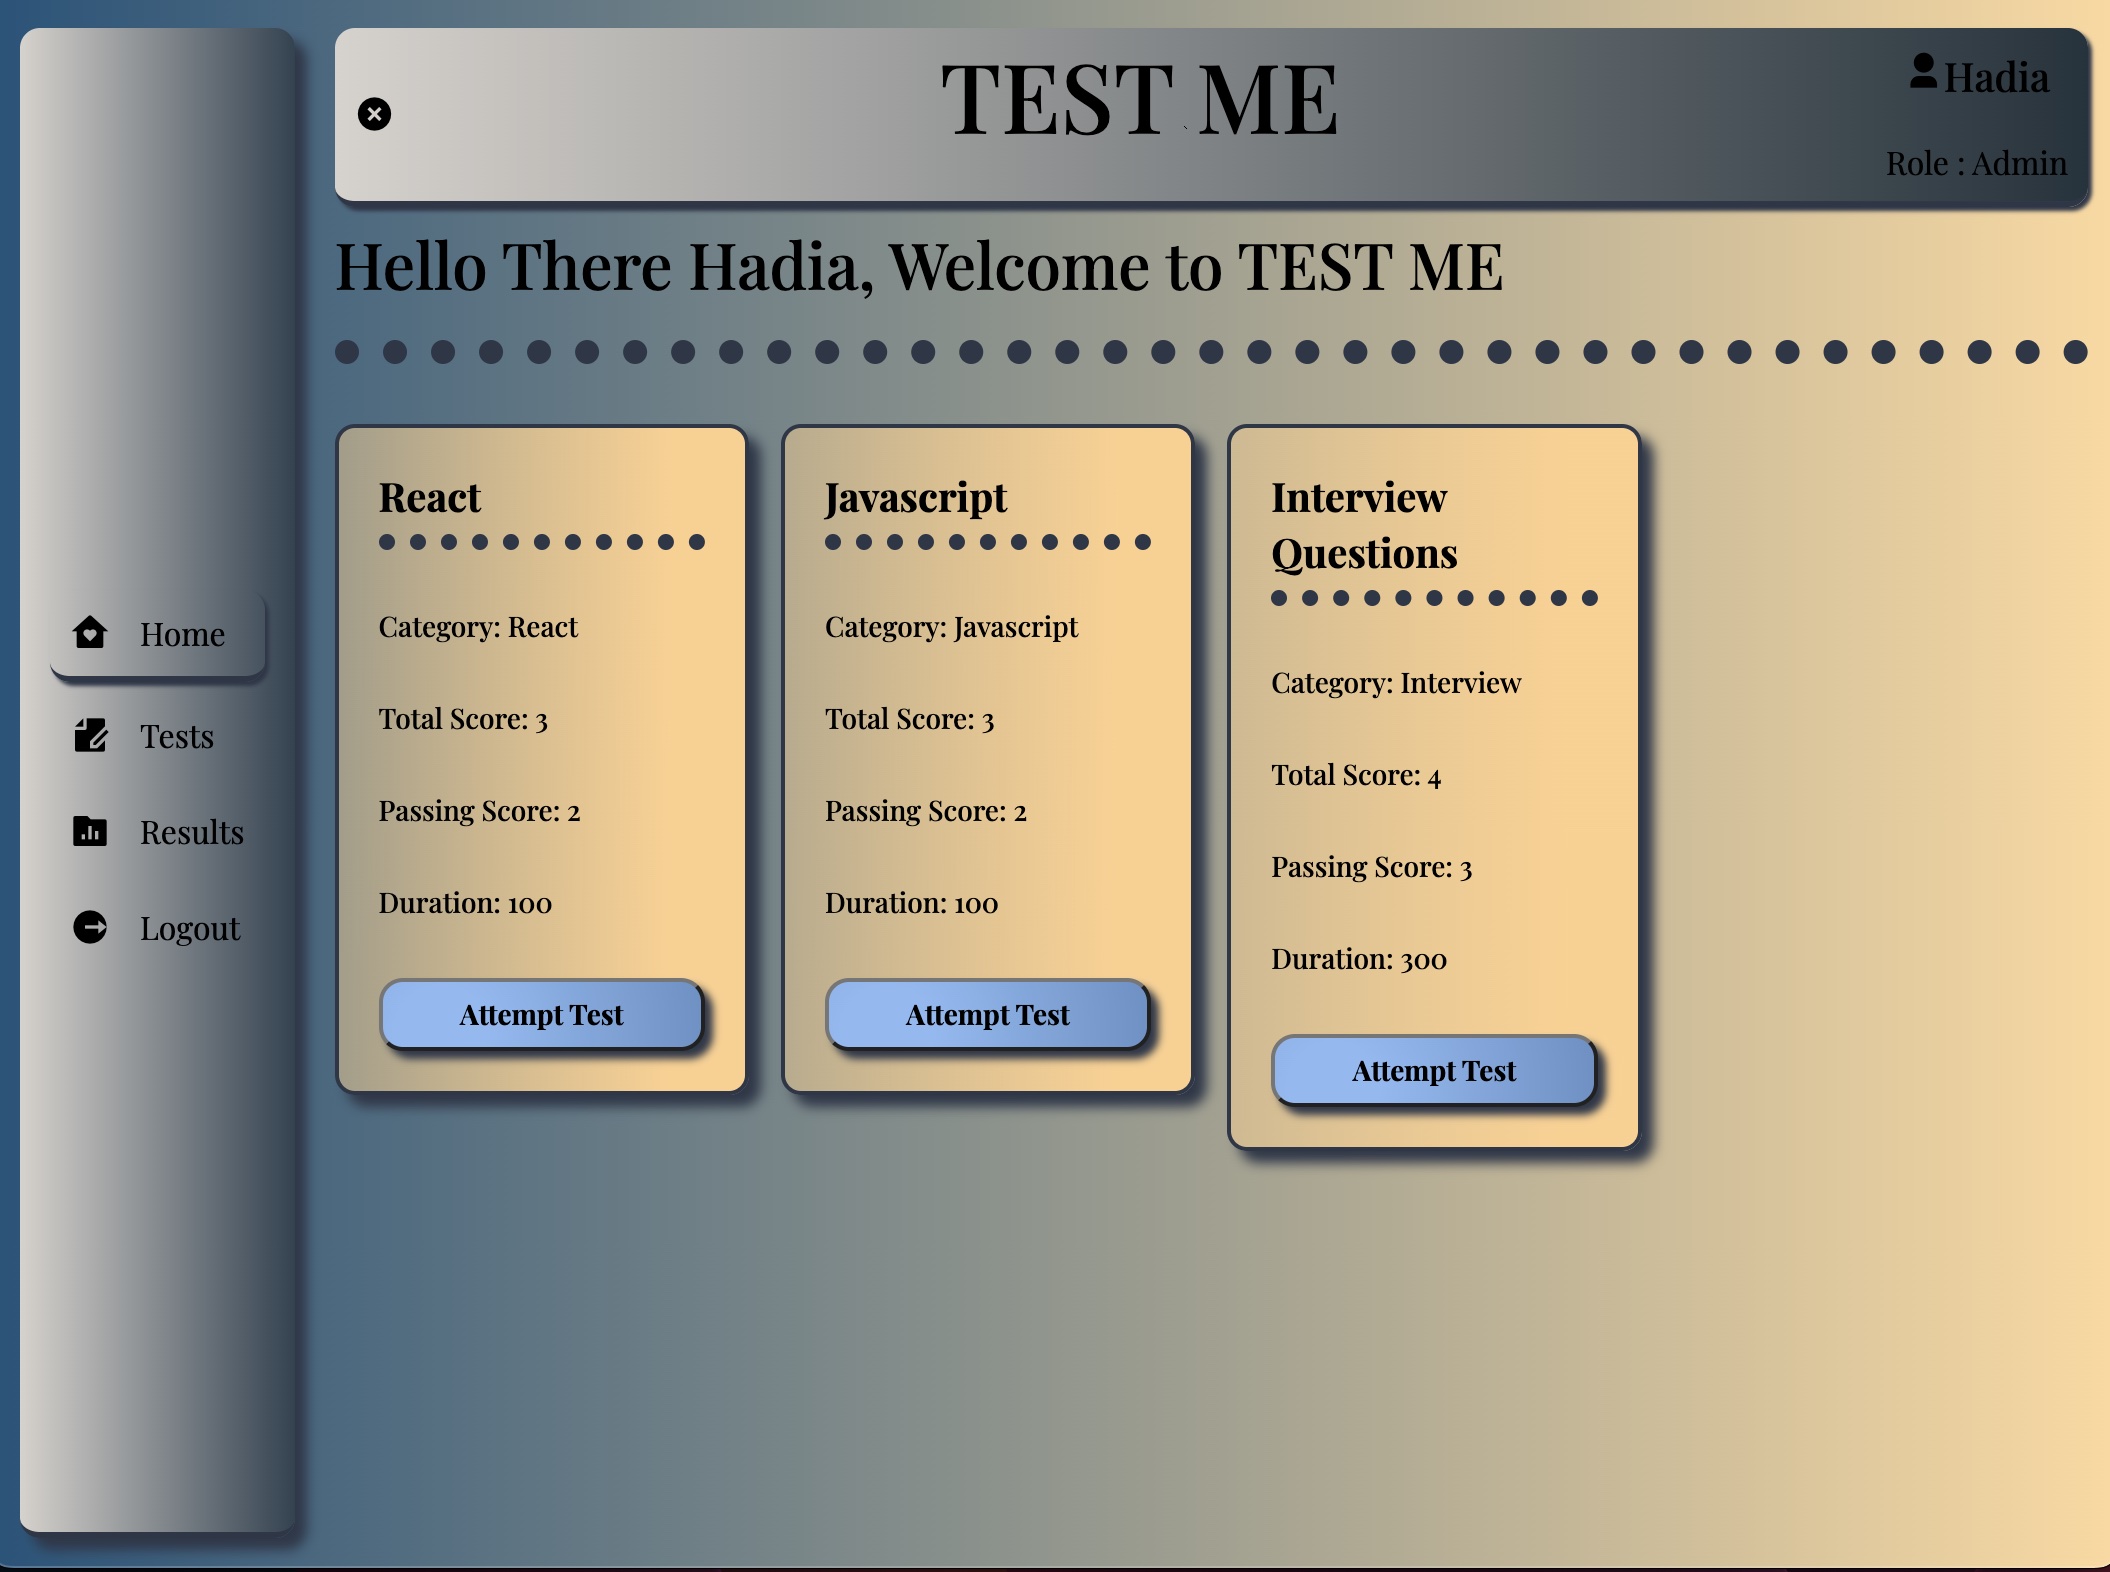 TEST ME
Hadia
Role : Admin
Hello There Hadia, Welcome to TEST ME
Home
Tests
Results
Logout
React
Category: React
Total Score: 3
Passing Score: 2
Duration: 100
Attempt Test
Javascript
Category: Javascript
Total Score: 3
Passing Score: 2
Duration: 100
Attempt Test
Interview
Questions
Category: Interview
Total Score: 4
Passing Score: 3
Duration: 300
Attempt Test